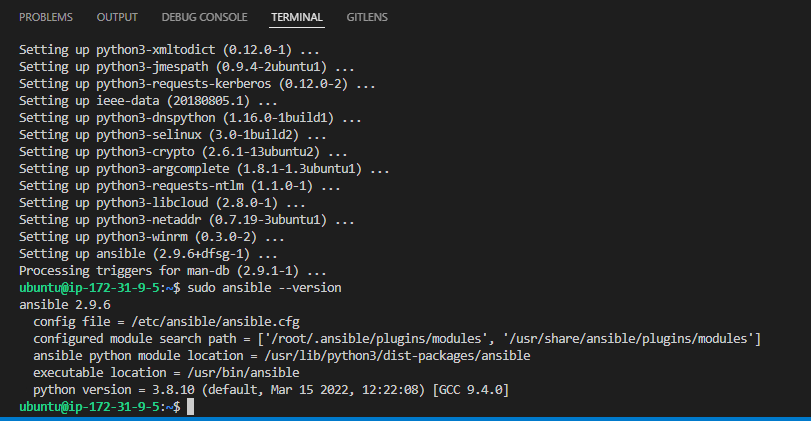 PROBLEMS OUTPUT DEBUG CONSOLE TERMINAL GITLENS
Setting up python3-xmltodict (0.12.0-1) ...
Setting up python3-jmespath (0.9.4-2ubuntu1) ...
Setting up python3-requests-kerberos (0.12.0-2) ...
Setting up ieee-data (20180805.1) ...
Setting up python3-dnspython (1.16.0-1build1) ...
Setting up python3-selinux (3.0-1build2) ...
Setting up python3-crypto (2.6.1-13ubuntu2) ...
Setting up python3-argcomplete (1.8.1-1.3ubuntu1) ...
Setting up python3-requests-ntlm (1.1.0-1) ...
Setting up python3-libcloud (2.8.0-1) ...
Setting up python3-netaddr (0.7.19-3ubuntu1) ...
Setting up python3-winrm (0.3.0-2) ...
Setting up ansible (2.9.6+dfsg-1) ...
Processing triggers for man-db (2.9.1-1) ...
ubuntu@ip-172-31-9-5:~$ sudo ansible --version
ansible 2.9.6
  config file = /etc/ansible/ansible.cfg
  configured module search path = ['/root/.ansible/plugins/modules', '/usr/share/ansible/plugins/modules']
  ansible python module location = /usr/lib/python3/dist-packages/ansible
  executable location = /usr/bin/ansible
  python version = 3.8.10 (default, Mar 15 2022, 12:22:08) [GCC 9.4.0]
ubuntu@ip-172-31-9-5:~$